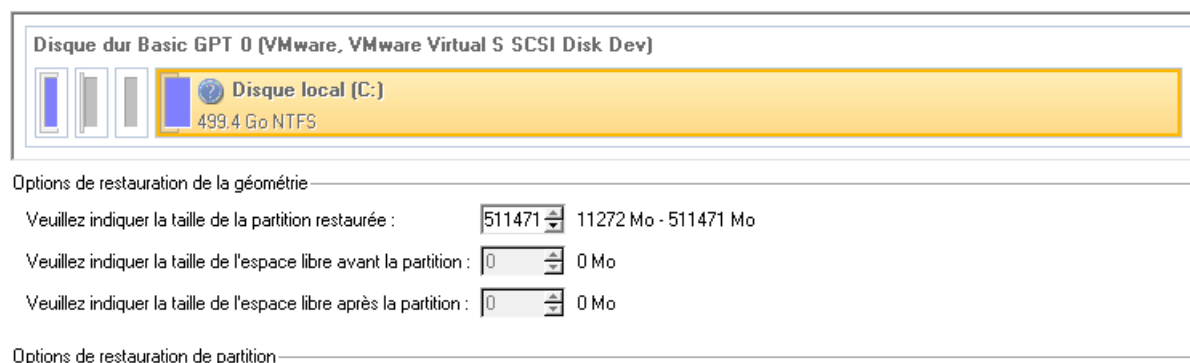 Disque dur Basic GPT 0 (VMware, VMware Virtual S SCSI Disk Dev)
Disque local (C:)
499.4 Go NTFS
Options de restauration de la géométrie
Veuillez indiquer la taille de la partition restaurée : 511471 11272 Mo - 511471 Mo
Veuillez indiquer la taille de l'espace libre avant la partition : 0 0 Mo
Veuillez indiquer la taille de l'espace libre après la partition : 0 0 Mo
Options de restauration de partition